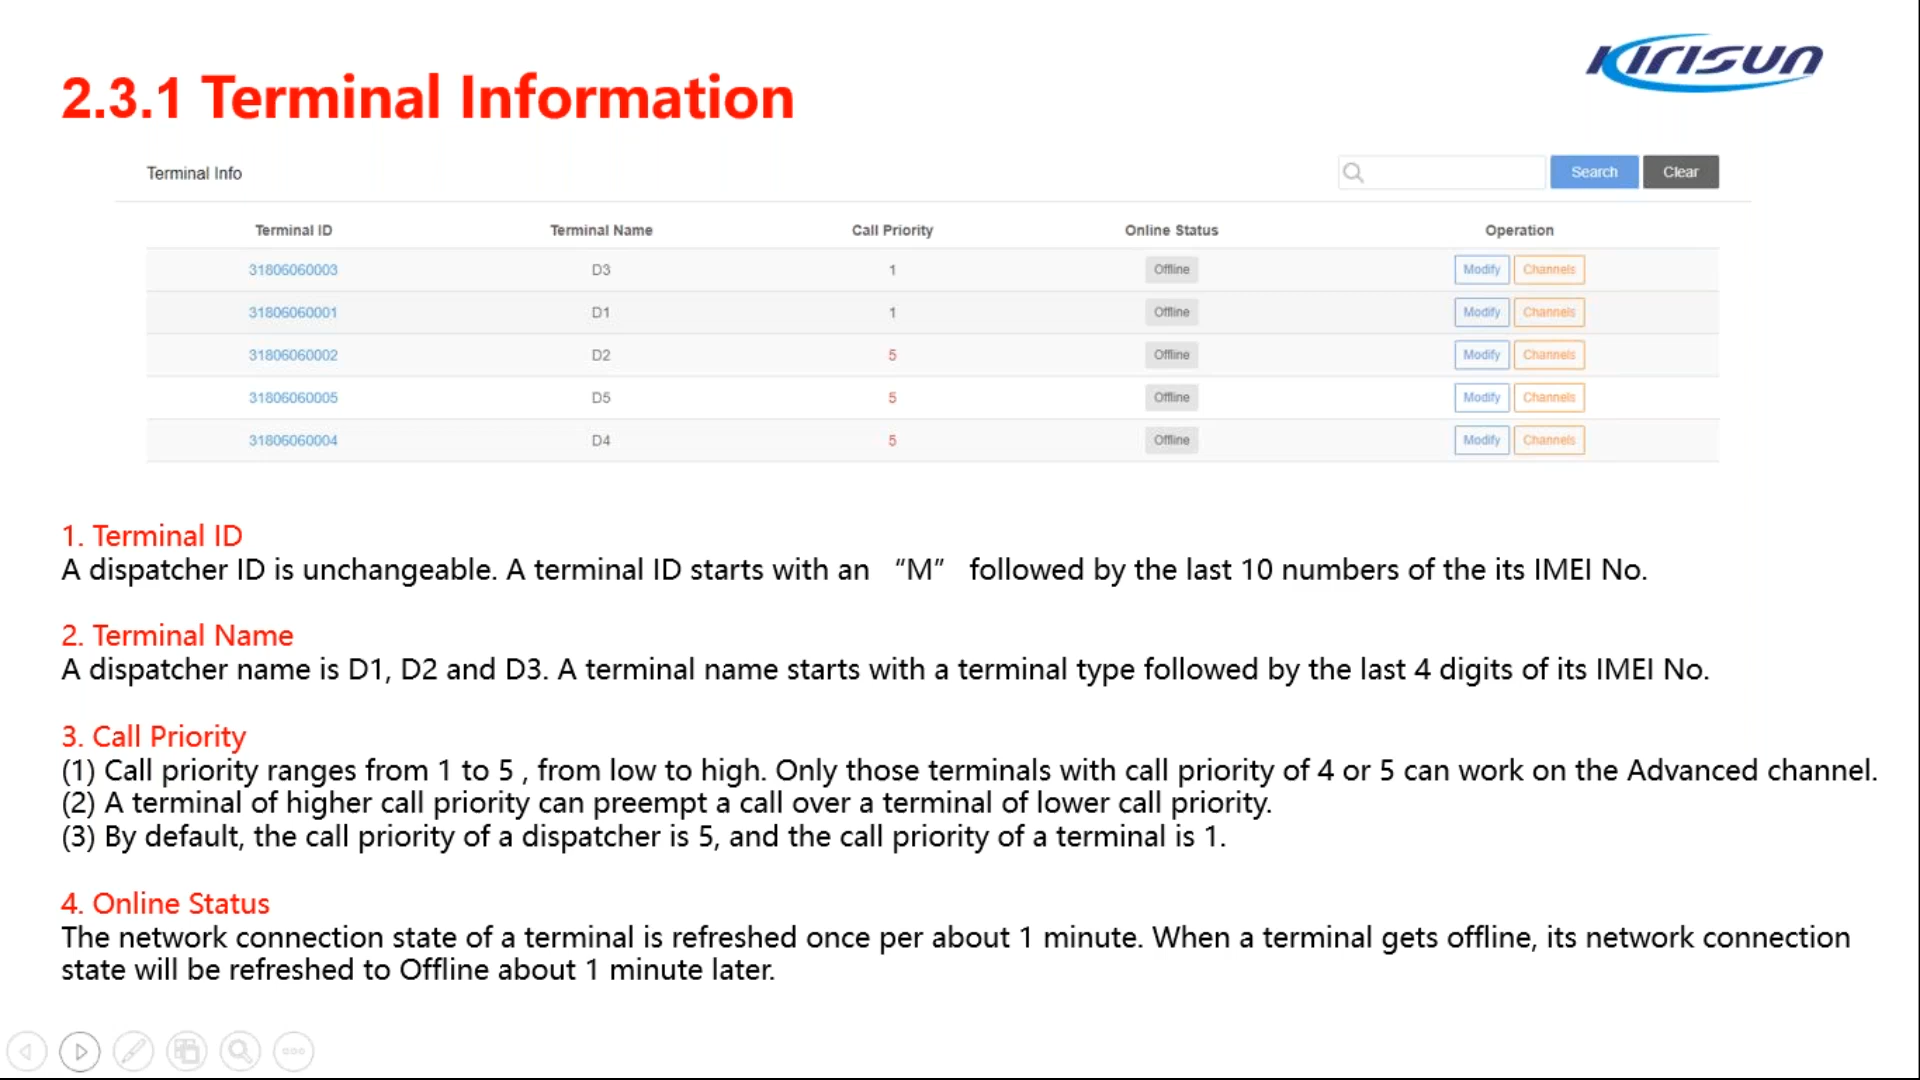 KIRISUN
2.3.1 Terminal Information
Terminal Info
Search
Clear
Terminal ID Terminal Name Call Priority Online Status Operation
31806060003 D3 1 Offline Modify Channels
31806060001 D1 1 Offline Modify Channels
31806060002 D2 5 Offline Modify Channels
31806060005 D5 5 Offline Modify Channels
31806060004 D4 5 Offline Modify Channels
1. Terminal ID
A dispatcher ID is unchangeable. A terminal ID starts with an “M” followed by the last 10 numbers of the its IMEI No.
2. Terminal Name
A dispatcher name is D1, D2 and D3. A terminal name starts with a terminal type followed by the last 4 digits of its IMEI No.
3. Call Priority
(1) Call priority ranges from 1 to 5 , from low to high. Only those terminals with call priority of 4 or 5 can work on the Advanced channel.
(2) A terminal of higher call priority can preempt a call over a terminal of lower call priority.
(3) By default, the call priority of a dispatcher is 5, and the call priority of a terminal is 1.
4. Online Status
The network connection state of a terminal is refreshed once per about 1 minute. When a terminal gets offline, its network connection
state will be refreshed to Offline about 1 minute later.